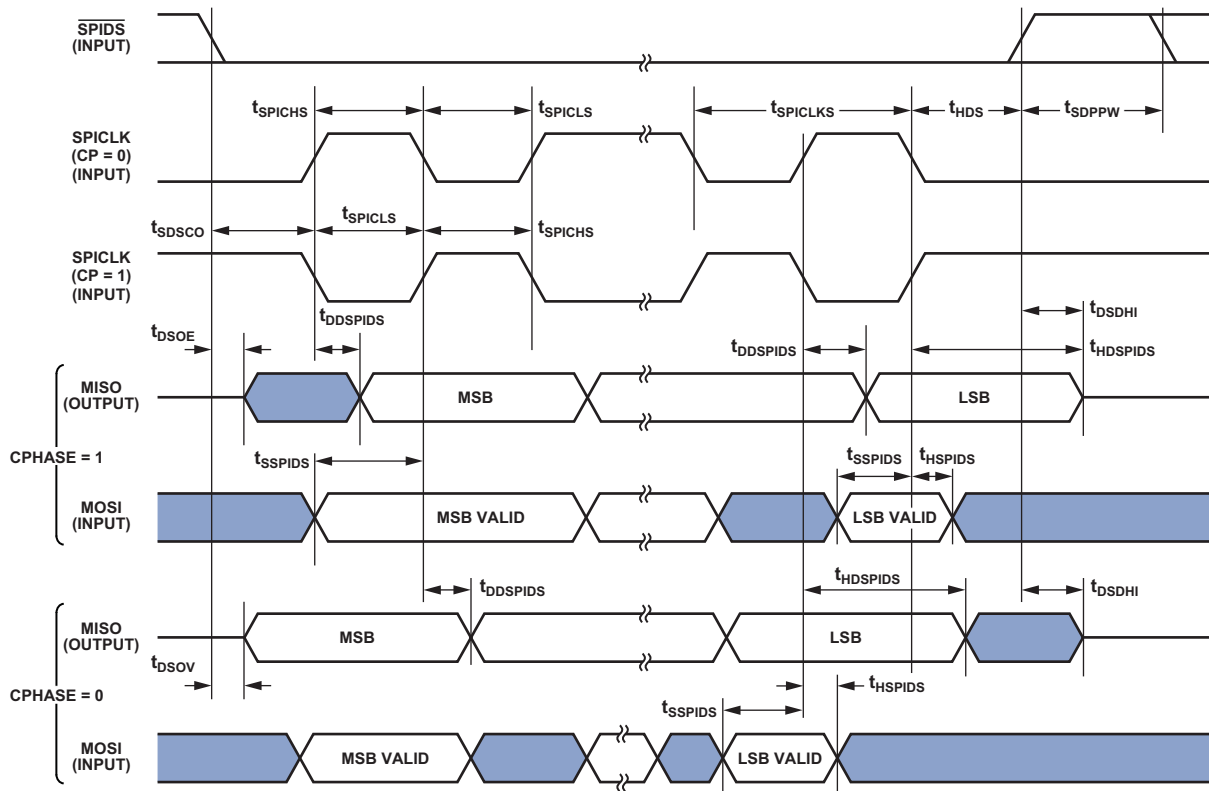 SPIDS
(INPUT)
tSPICHS
tSPICLS
tSPICLKS
tHDS
tSDPPW
SPICLK
(CP = 0)
(INPUT)
tSDSCO
tSPICLS
tSPICHS
SPICLK
(CP = 1)
(INPUT)
tDSOE
tDDSPIDS
tDDSPIDS
tDSDHI
tHDSPIDS
MISO
(OUTPUT)
MSB
LSB
CPHASE = 1
tSSPIDS
tSSPIDS
tHSPIDS
MOSI
(INPUT)
MSB VALID
LSB VALID
tDDSPIDS
tHDSPIDS
tDSDHI
MISO
(OUTPUT)
MSB
LSB
tDSOV
CPHASE = 0
tSSPIDS
tHSPIDS
MOSI
(INPUT)
MSB VALID
LSB VALID